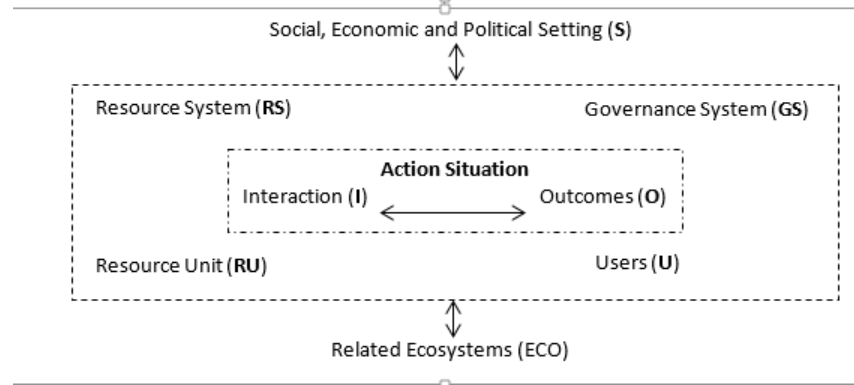 Social, Economic and Political Setting (S)
Resource System (RS)
Governance System (GS)
Action Situation
Interaction (I)
Outcomes (O)
Resource Unit (RU)
Users (U)
Related Ecosystems (ECO)